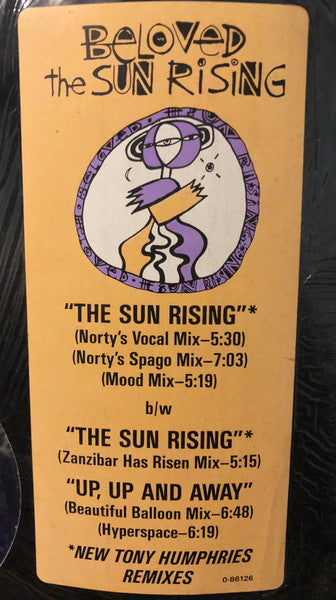 BELOVED
the SUN RISING
"THE SUN RISING"*
(Norty's Vocal Mix–5:30)
(Norty's Spago Mix–7:03)
(Mood Mix–5:19)
b/w
"THE SUN RISING"*
(Zanzibar Has Risen Mix–5:15)
"UP, UP AND AWAY"
(Beautiful Balloon Mix–6:48)
(Hyperspace–6:19)
*NEW TONY HUMPHRIES
REMIXES
0-86126